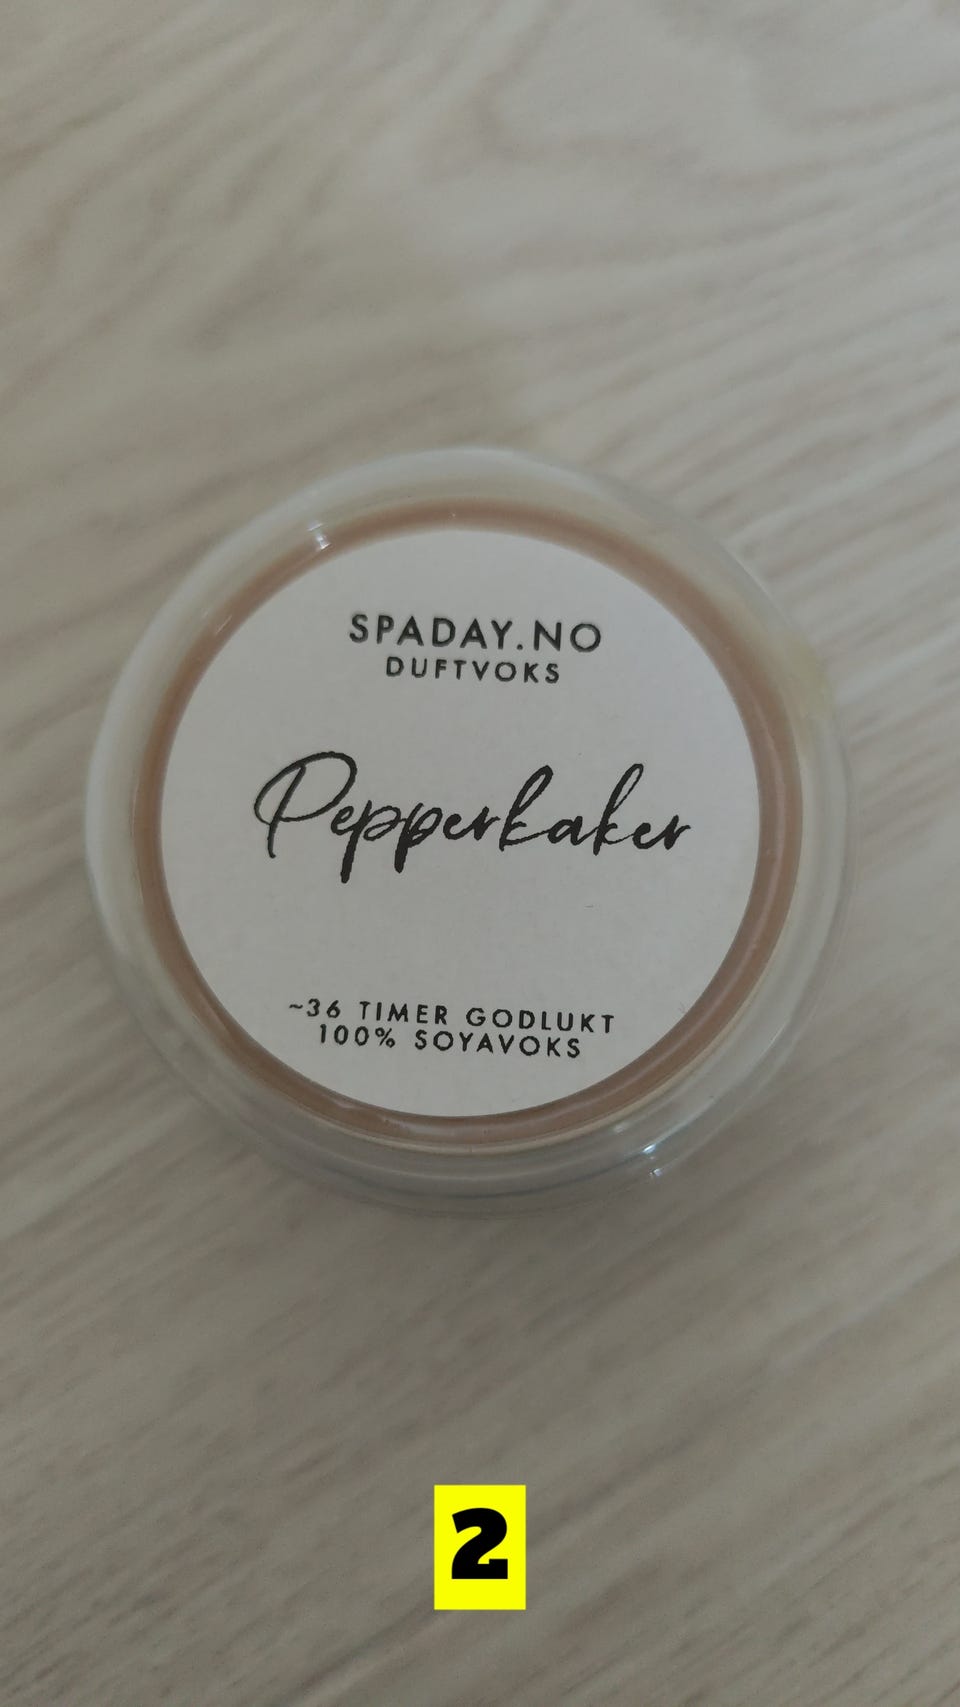 SPADAY.NO
DUFTVOKS
Pepperkaker
~36 TIMER GODLUKT
100% SOYAVOKS
2